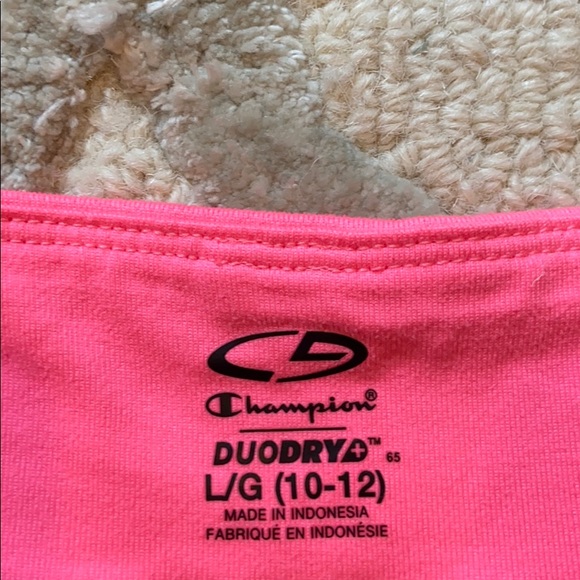 C9
Champion®
DUODRY+™ 65
L/G (10-12)
MADE IN INDONESIA
FABRIQUÉ EN INDONÉSIE